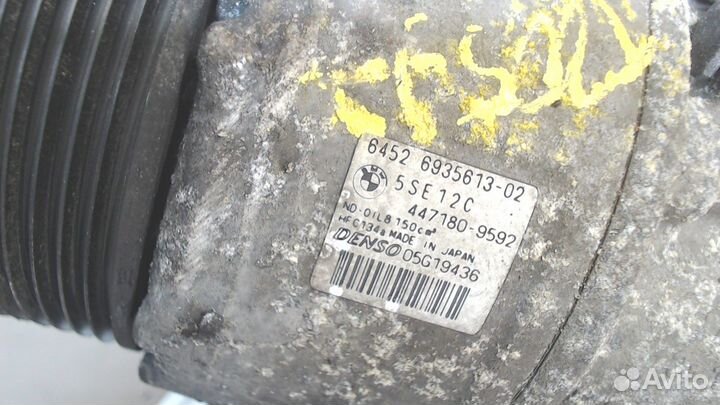 6452 6935613-02
5SE12C
447180-9592
ND-OIL8 150cm³
HFC134a MADE IN JAPAN
DENSO 05G19436
Avito